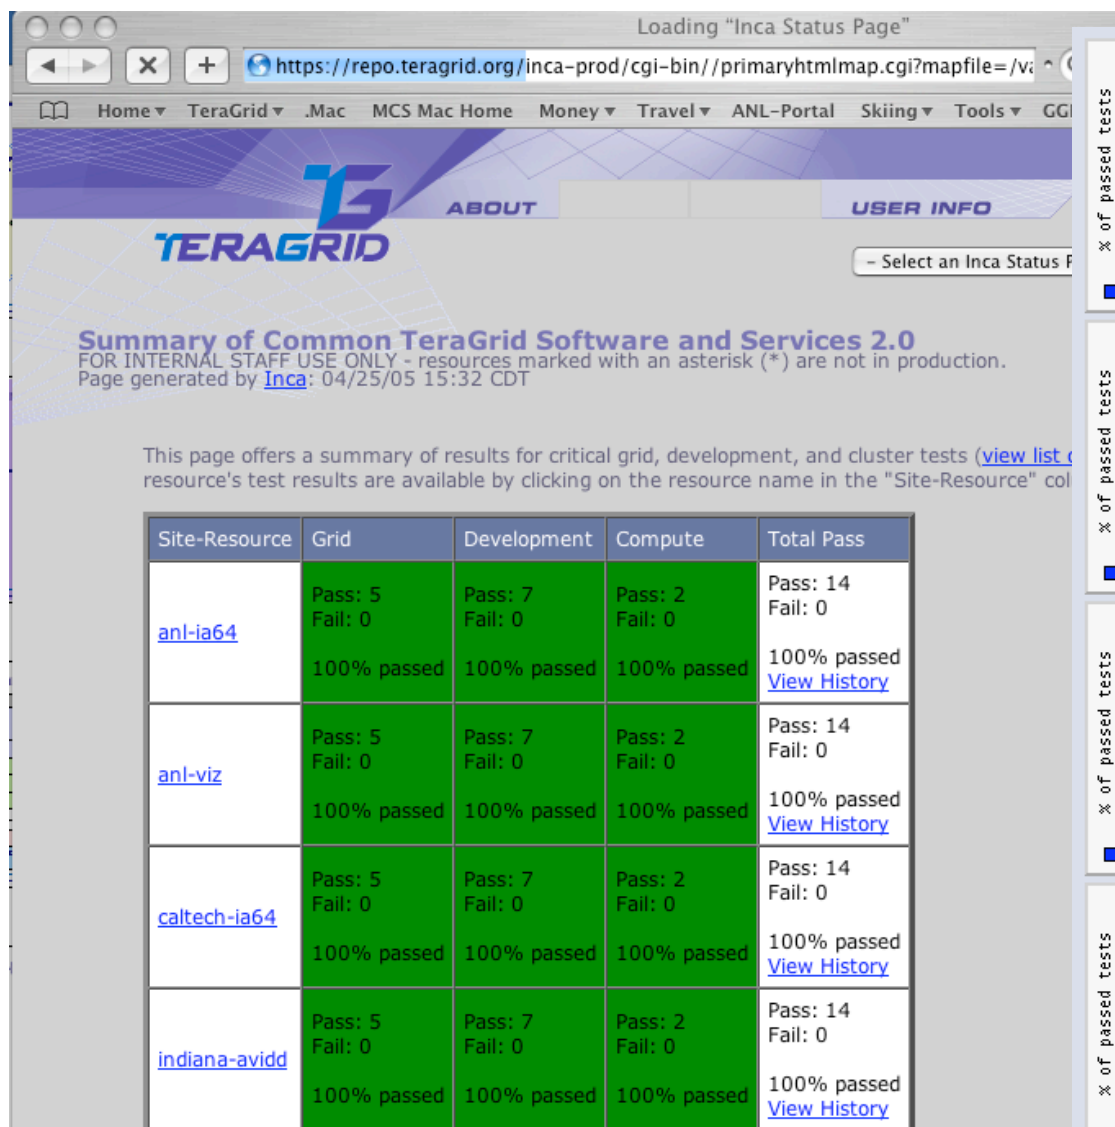 Loading “Inca Status Page”
https://repo.teragrid.org/inca-prod/cgi-bin//primaryhtmlmap.cgi?mapfile=/va
Home TeraGrid .Mac MCS Mac Home Money Travel ANL-Portal Skiing Tools GGI
TG
ABOUT USER INFO
TERAGRID
– Select an Inca Status P
Summary of Common TeraGrid Software and Services 2.0
FOR INTERNAL STAFF USE ONLY - resources marked with an asterisk (*) are not in production.
Page generated by Inca: 04/25/05 15:32 CDT
This page offers a summary of results for critical grid, development, and cluster tests (view list
resource's test results are available by clicking on the resource name in the "Site-Resource" col
Site-Resource Grid Development Compute Total Pass
anl-ia64
Pass: 5
Fail: 0
100% passed
Pass: 7
Fail: 0
100% passed
Pass: 2
Fail: 0
100% passed
Pass: 14
Fail: 0
100% passed
View History
anl-viz
Pass: 5
Fail: 0
100% passed
Pass: 7
Fail: 0
100% passed
Pass: 2
Fail: 0
100% passed
Pass: 14
Fail: 0
100% passed
View History
caltech-ia64
Pass: 5
Fail: 0
100% passed
Pass: 7
Fail: 0
100% passed
Pass: 2
Fail: 0
100% passed
Pass: 14
Fail: 0
100% passed
View History
indiana-avidd
Pass: 5
Fail: 0
100% passed
Pass: 7
Fail: 0
100% passed
Pass: 2
Fail: 0
100% passed
Pass: 14
Fail: 0
100% passed
View History
% of passed tests
% of passed tests
% of passed tests
% of passed tests